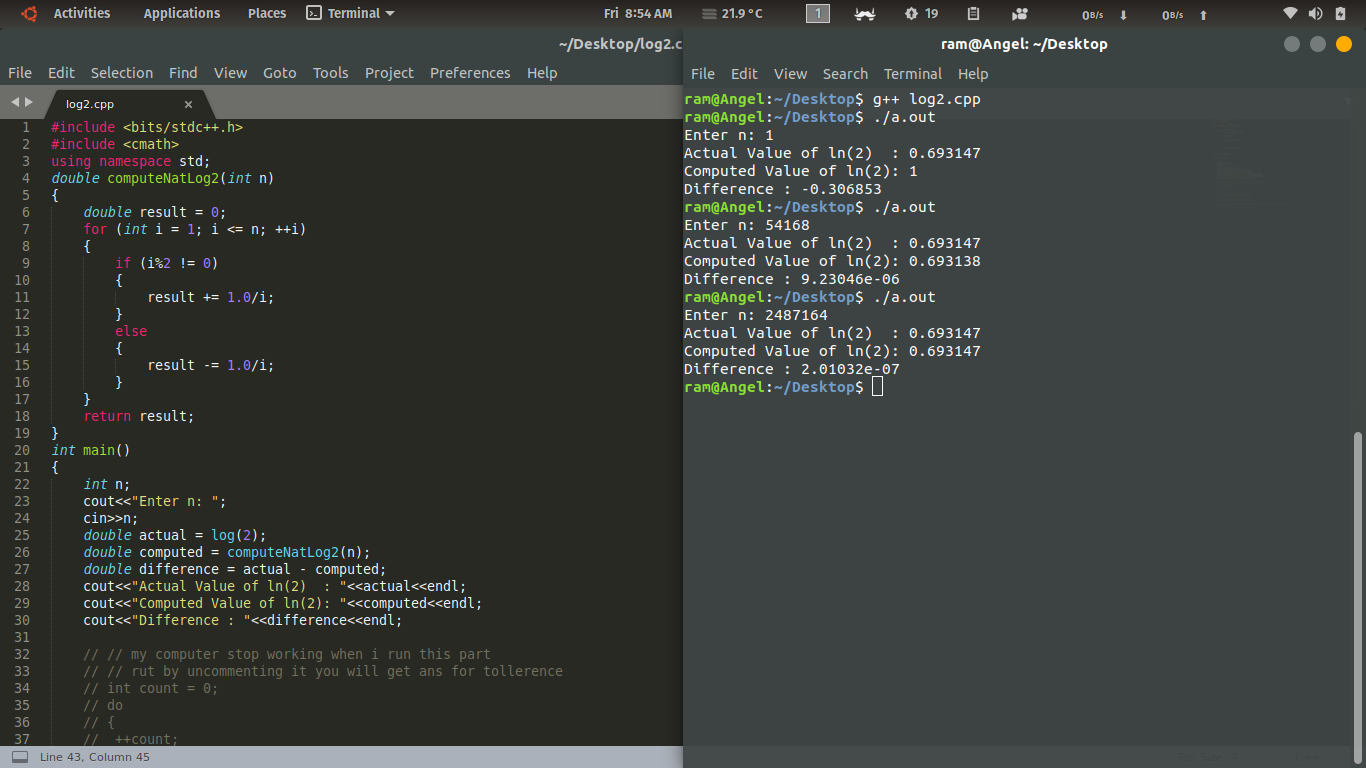 Activities Applications Places Terminal Fri 8:54 AM 21.9 °C 1 19 0B/s 0B/s
~/Desktop/log2.c
File Edit Selection Find View Goto Tools Project Preferences Help
log2.cpp
1 #include <bits/stdc++.h>
2 #include <cmath>
3 using namespace std;
4 double computeNatLog2(int n)
5 {
6 double result = 0;
7 for (int i = 1; i <= n; ++i)
8 {
9 if (i%2 != 0)
10 {
11 result += 1.0/i;
12 }
13 else
14 {
15 result -= 1.0/i;
16 }
17 }
18 return result;
19 }
20 int main()
21 {
22 int n;
23 cout<<"Enter n: ";
24 cin>>n;
25 double actual = log(2);
26 double computed = computeNatLog2(n);
27 double difference = actual - computed;
28 cout<<"Actual Value of ln(2)  : "<<actual<<endl;
29 cout<<"Computed Value of ln(2): "<<computed<<endl;
30 cout<<"Difference : "<<difference<<endl;
31
32 // // my computer stop working when i run this part
33 // // rut by uncommenting it you will get ans for tollerence
34 // int count = 0;
35 // do
36 // {
37 //  ++count;
Line 43, Column 45
ram@Angel: ~/Desktop
File Edit View Search Terminal Help
ram@Angel:~/Desktop$ g++ log2.cpp
ram@Angel:~/Desktop$ ./a.out
Enter n: 1
Actual Value of ln(2)  : 0.693147
Computed Value of ln(2): 1
Difference : -0.306853
ram@Angel:~/Desktop$ ./a.out
Enter n: 54168
Actual Value of ln(2)  : 0.693147
Computed Value of ln(2): 0.693138
Difference : 9.23046e-06
ram@Angel:~/Desktop$ ./a.out
Enter n: 2487164
Actual Value of ln(2)  : 0.693147
Computed Value of ln(2): 0.693147
Difference : 2.01032e-07
ram@Angel:~/Desktop$